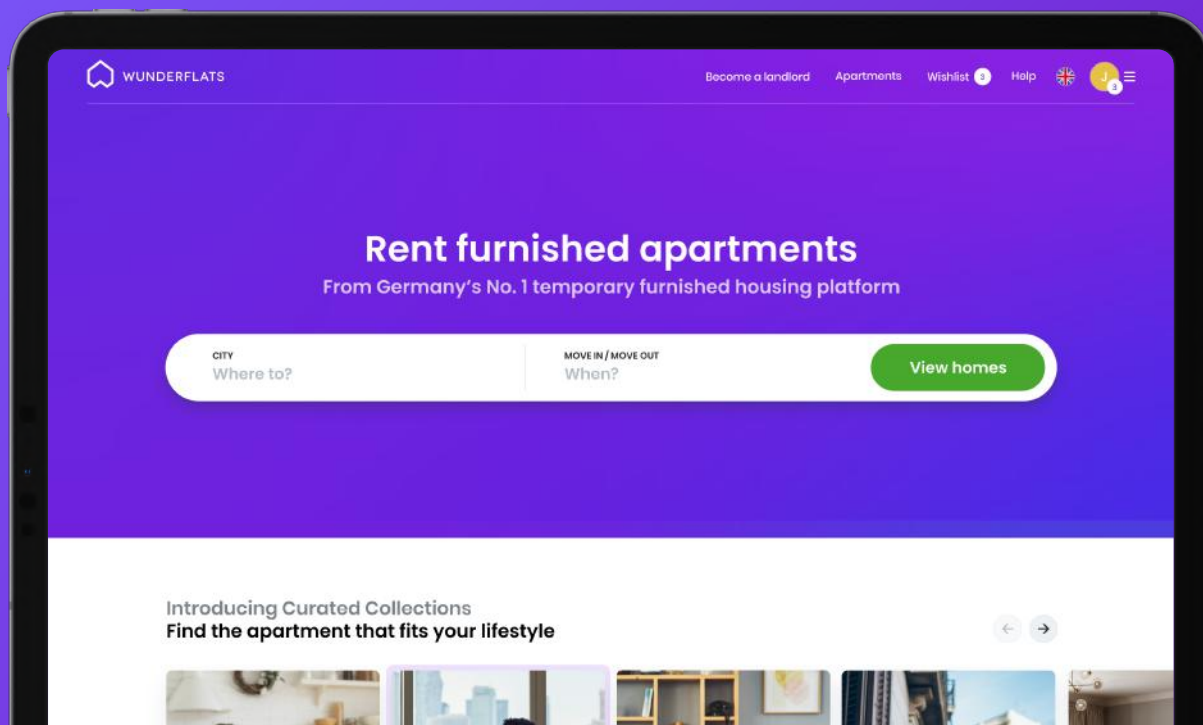 WUNDERFLATS
Become a landlord Apartments Wishlist 3 Help J 3
Rent furnished apartments
From Germany's No. 1 temporary furnished housing platform
CITY
Where to?
MOVE IN / MOVE OUT
When?
View homes
Introducing Curated Collections
Find the apartment that fits your lifestyle